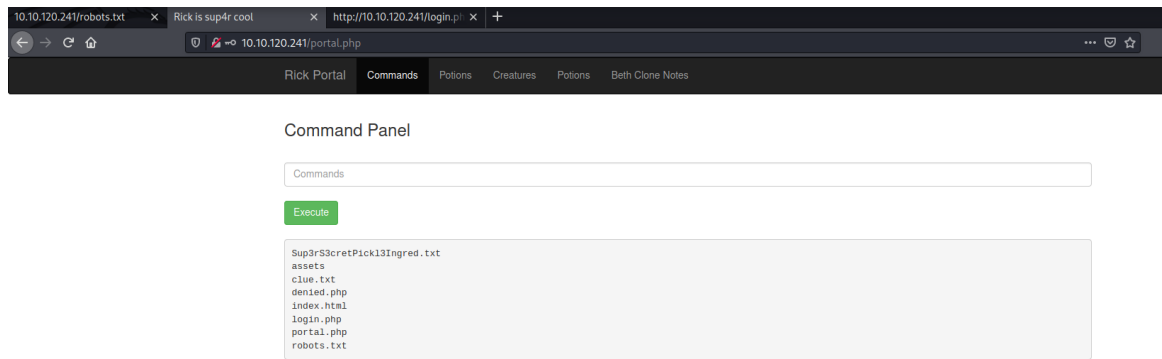 10.10.120.241/robots.txt × Rick is sup4r cool × http://10.10.120.241/login.ph × +
10.10.120.241/portal.php
Rick Portal Commands Potions Creatures Potions Beth Clone Notes
Command Panel
Commands
Execute
Sup3rS3cretPickl3Ingred.txt
assets
clue.txt
denied.php
index.html
login.php
portal.php
robots.txt